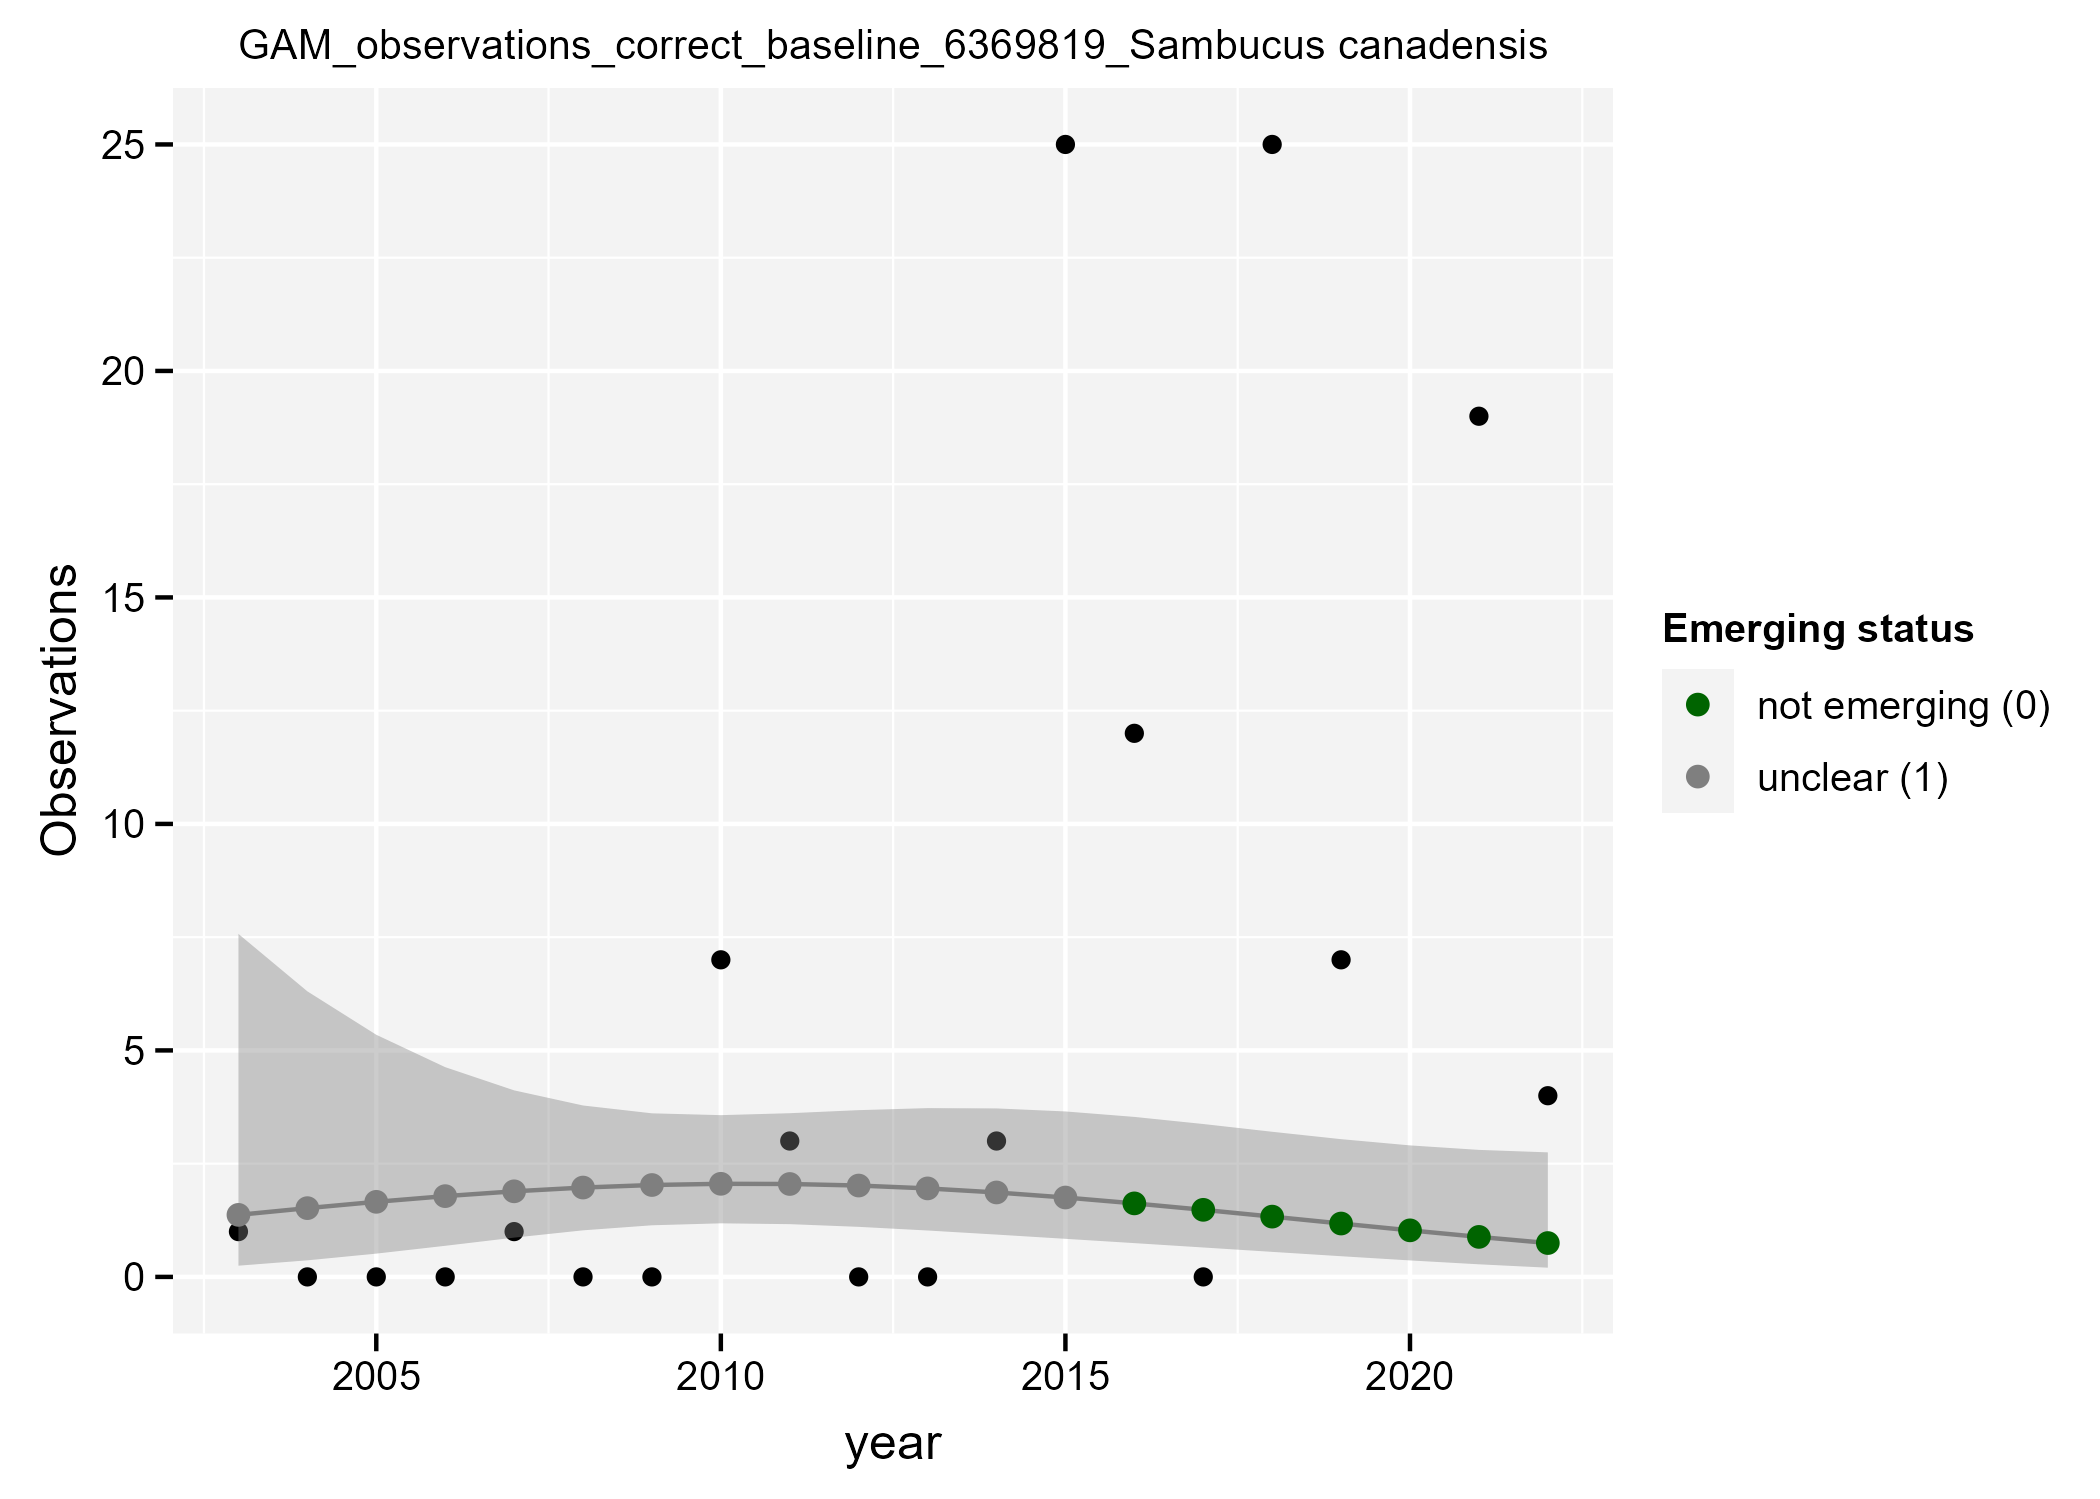 GAM_observations_correct_baseline_6369819_Sambucus canadensis
25
20
15
10
5
0
Observations
2005 2010 2015 2020
year
Emerging status
not emerging (0)
unclear (1)